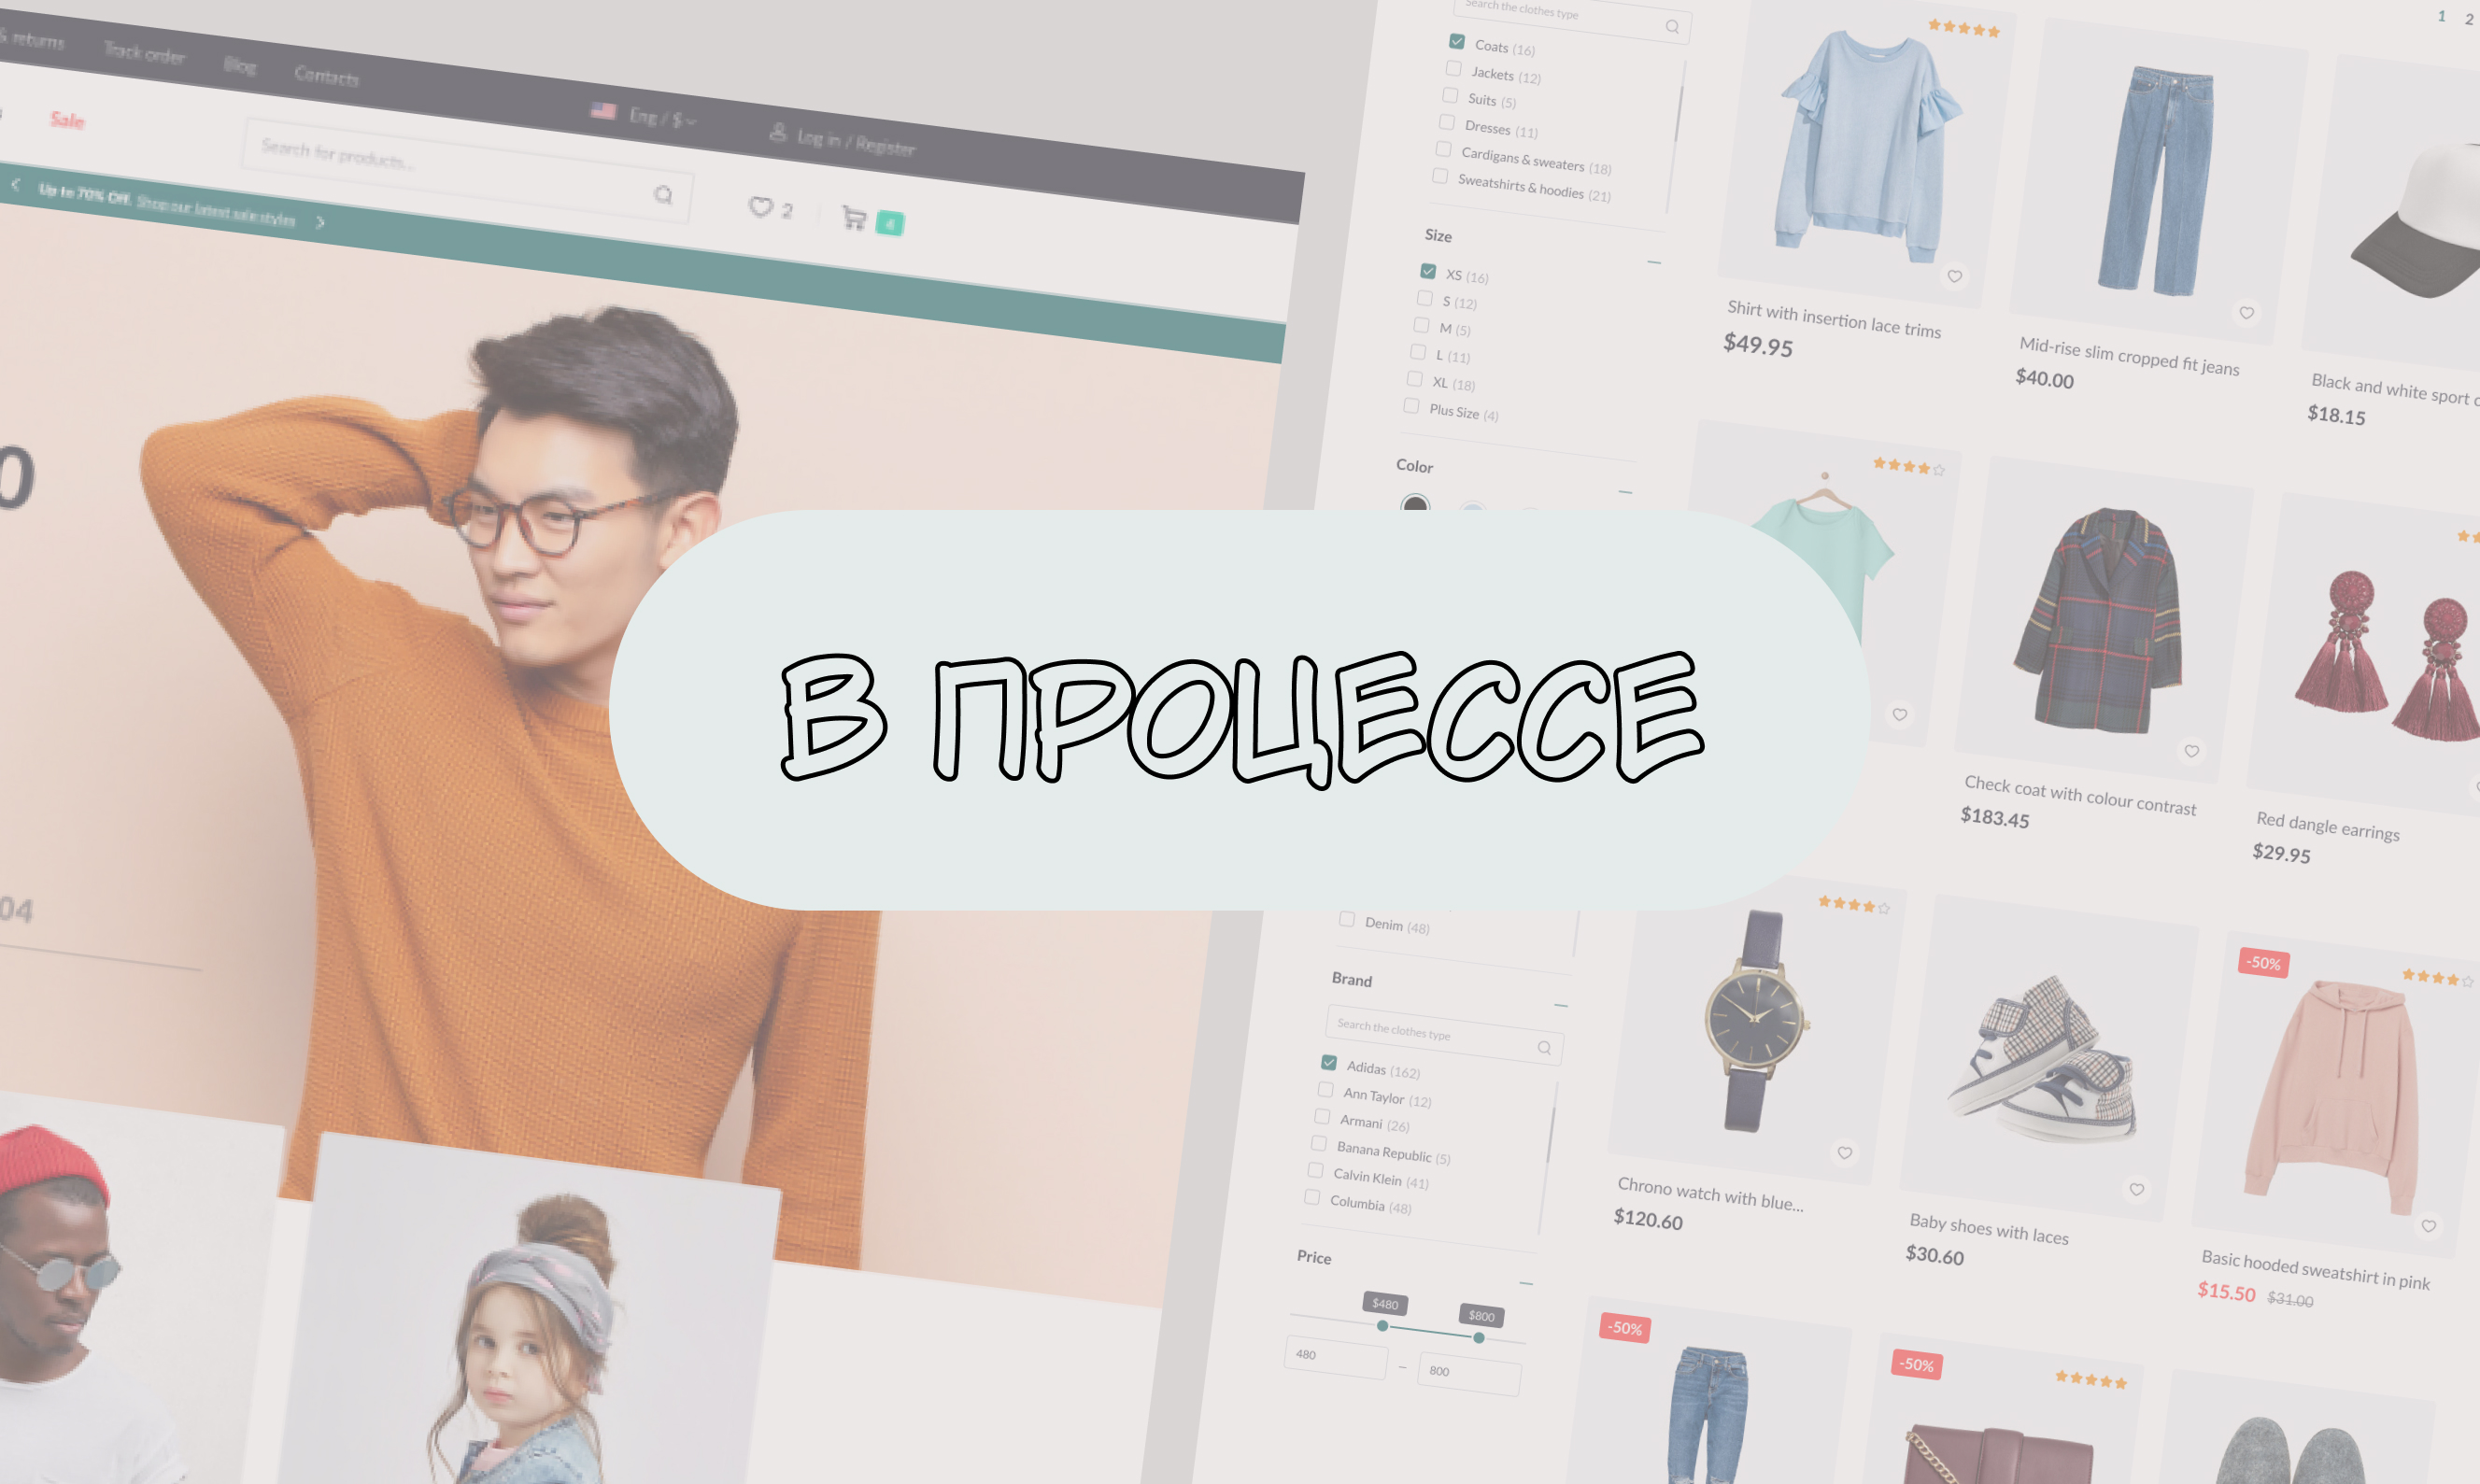 & returns
Track order
Blog
Contacts
Eng / $
Log in / Register
Sale
Search for products...
2
4
Up to 70% Off. Shop our latest sale styles
0
04
В ПРОЦЕССЕ
Search the clothes type
Coats (16)
Jackets (12)
Suits (5)
Dresses (11)
Cardigans & sweaters (18)
Sweatshirts & hoodies (21)
Size
XS (16)
S (12)
M (5)
L (11)
XL (18)
Plus Size (4)
Color
Denim (48)
Brand
Search the clothes type
Adidas (162)
Ann Taylor (12)
Armani (26)
Banana Republic (5)
Calvin Klein (41)
Columbia (48)
Price
$480
$800
480
–
800
1 2
Shirt with insertion lace trims
$49.95
Mid-rise slim cropped fit jeans
$40.00
Black and white sport
$18.15
Check coat with colour contrast
$183.45
Red dangle earrings
$29.95
Chrono watch with blue...
$120.60
Baby shoes with laces
$30.60
-50%
Basic hooded sweatshirt in pink
$15.50 $31.00
-50%
-50%